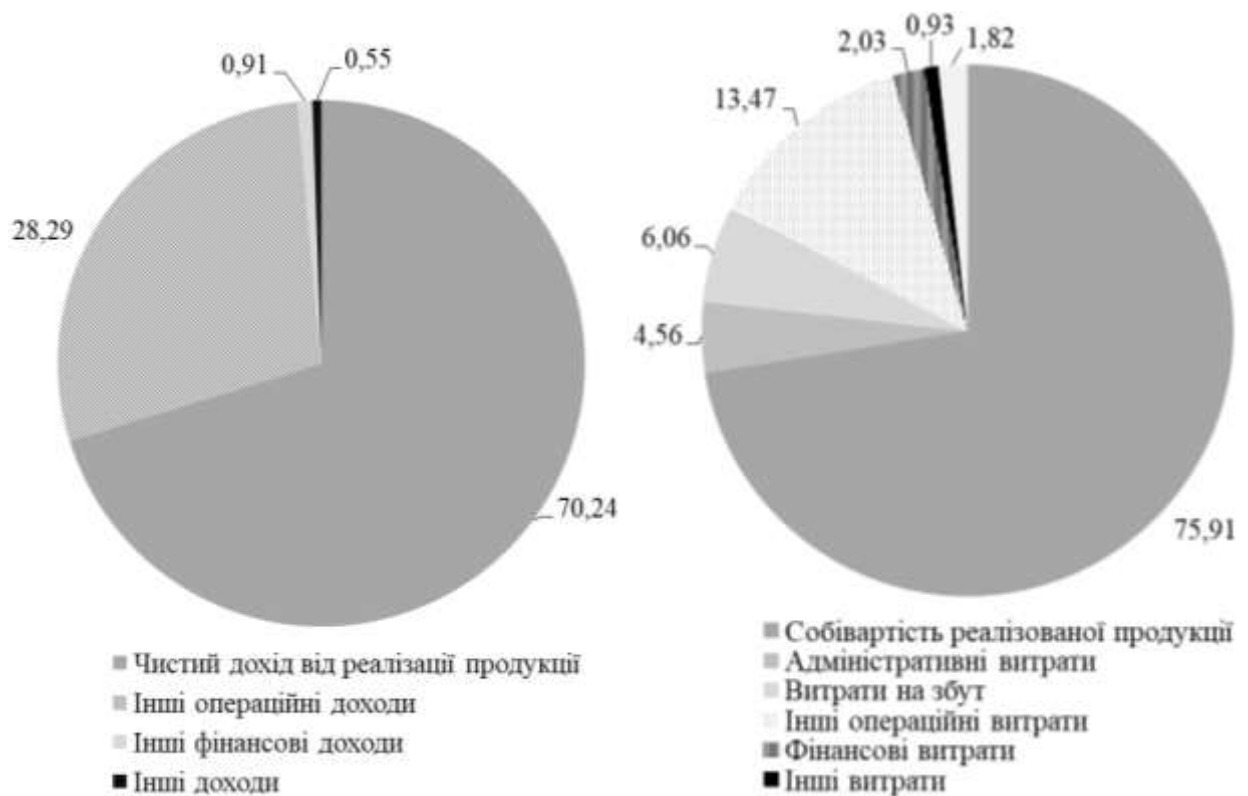 0,91
0,55
28,29
70,24
Чистий дохід від реалізації продукції
Інші операційні доходи
Інші фінансові доходи
Інші доходи
2,03
0,93
1,82
13,47
6,06
4,56
75,91
Собівартість реалізованої продукції
Адміністративні витрати
Витрати на збут
Інші операційні витрати
Фінансові витрати
Інші витрати